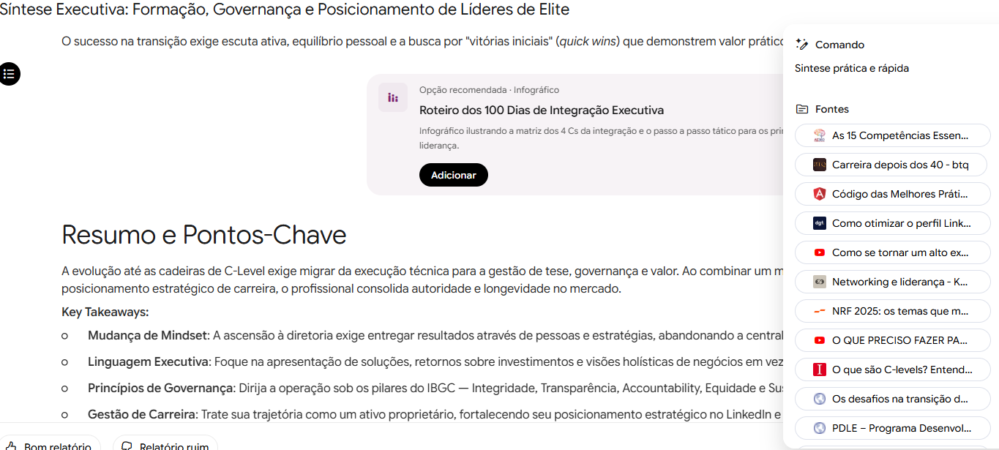 Síntese Executiva: Formação, Governança e Posicionamento de Líderes de Elite
O sucesso na transição exige escuta ativa, equilíbrio pessoal e a busca por "vitórias iniciais" (quick wins) que demonstrem valor prático
Opção recomendada · Infográfico
Roteiro dos 100 Dias de Integração Executiva
Infográfico ilustrando a matriz dos 4 Cs da integração e o passo a passo tático para os
liderança.
Adicionar
Resumo e Pontos-Chave
A evolução até as cadeiras de C-Level exige migrar da execução técnica para a gestão de tese, governança e valor. Ao combinar um
posicionamento estratégico de carreira, o profissional consolida autoridade e longevidade no mercado.
Key Takeaways:
Mudança de Mindset: A ascensão à diretoria exige entregar resultados através de pessoas e estratégias, abandonando a
Linguagem Executiva: Foque na apresentação de soluções, retornos sobre investimentos e visões holísticas de negócios em vez
Princípios de Governança: Dirija a operação sob os pilares do IBGC — Integridade, Transparência, Accountability, Equidade e
Gestão de Carreira: Trate sua trajetória como um ativo proprietário, fortalecendo seu posicionamento estratégico no LinkedIn e
Bom relatório
Relatório ruim
Comando
Sintese prática e rápida
Fontes
As 15 Competências Essen...
Carreira depois dos 40 - btq
Código das Melhores Práti...
dgt.
Como otimizar o perfil Link...
Como se tornar um alto ex...
Networking e liderança - K...
NRF 2025: os temas que m...
O QUE PRECISO FAZER PA...
O que são C-levels? Entend...
Os desafios na transição d...
PDLE – Programa Desenvol...